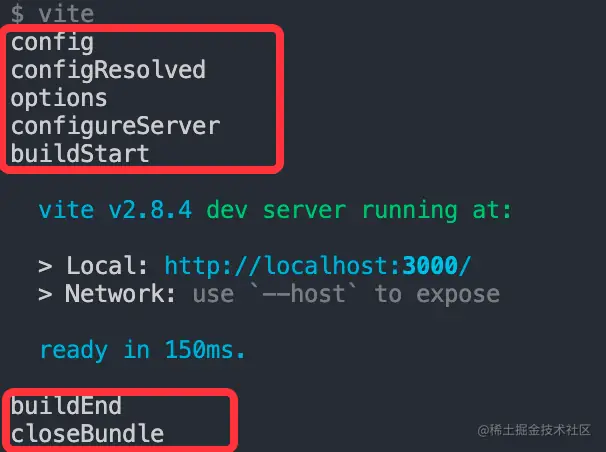 $ vite
config
configResolved
options
configureServer
buildStart
vite v2.8.4 dev server running at:
> Local: http://localhost:3000/
> Network: use `--host` to expose
ready in 150ms.
buildEnd
closeBundle
@稀土掘金技术社区